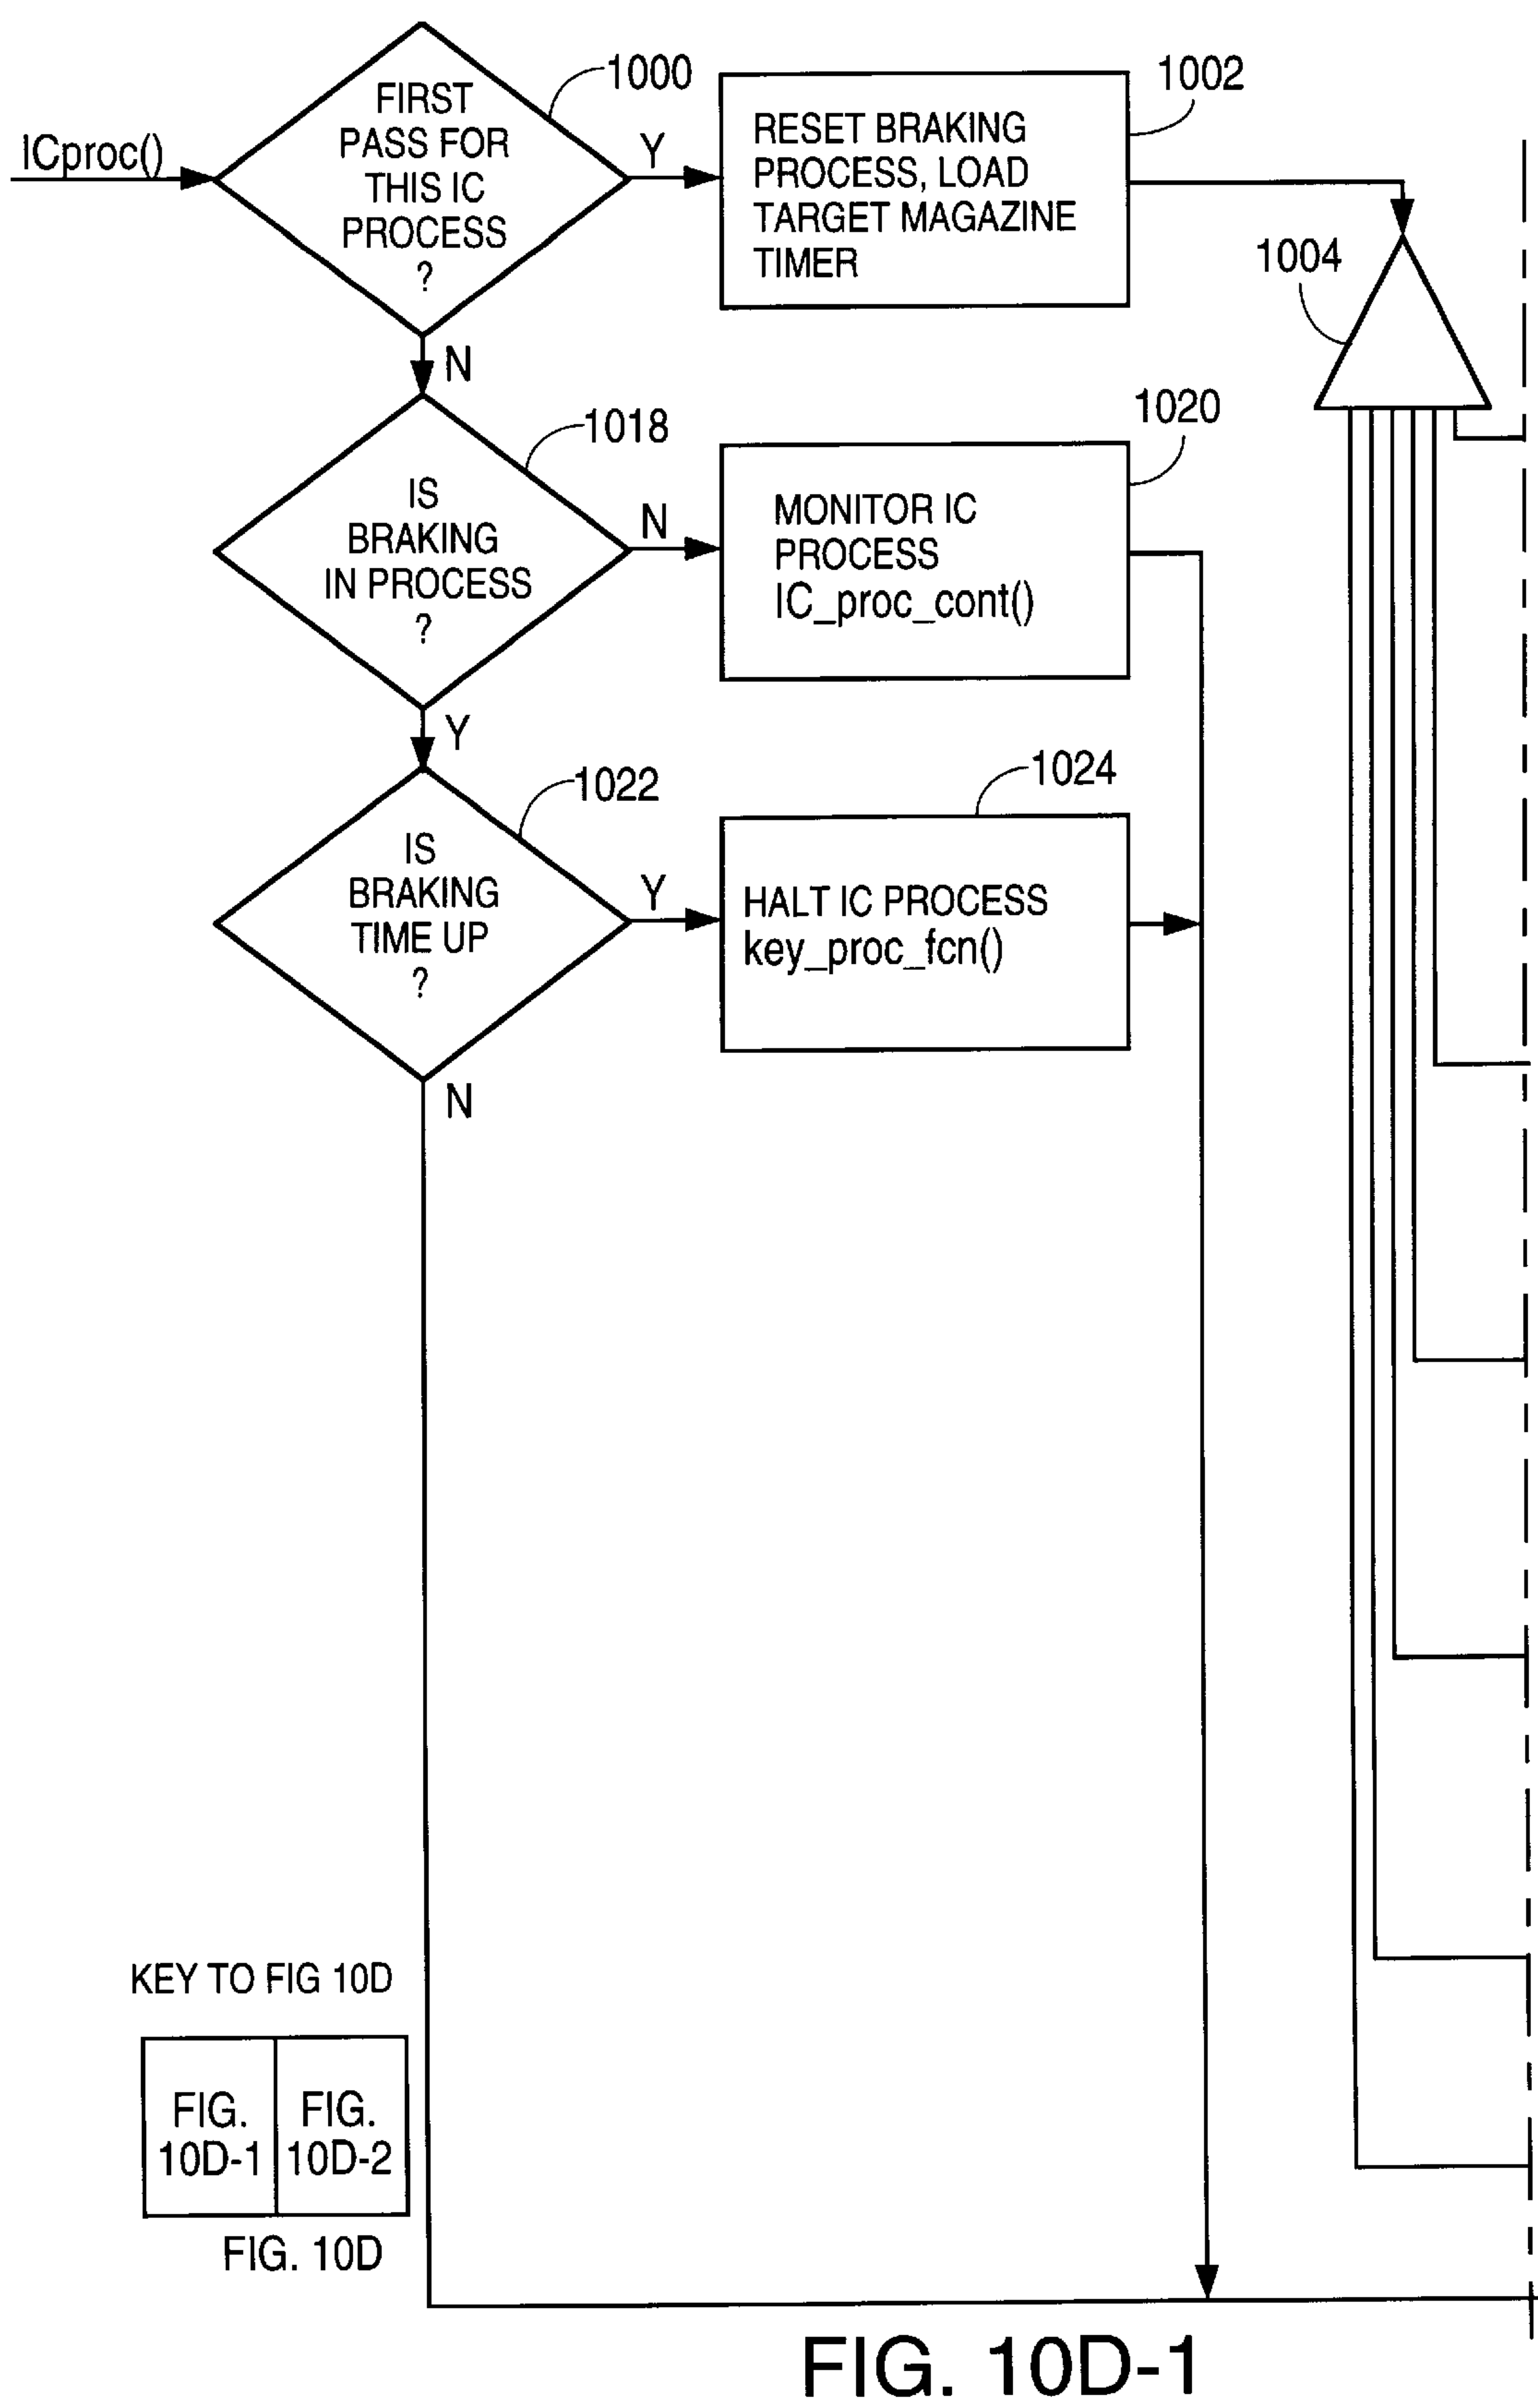 ICproc()
FIRST
PASS FOR
THIS IC
PROCESS
?
1000
Y
N
RESET BRAKING
PROCESS, LOAD
TARGET MAGAZINE
TIMER
1002
1004
IS
BRAKING
IN PROCESS
?
1018
N
Y
MONITOR IC
PROCESS
IC_proc_cont()
1020
IS
BRAKING
TIME UP
?
1022
Y
N
HALT IC PROCESS
key_proc_fcn()
1024
KEY TO FIG 10D
FIG.
10D-1
FIG.
10D-2
FIG. 10D
FIG. 10D-1